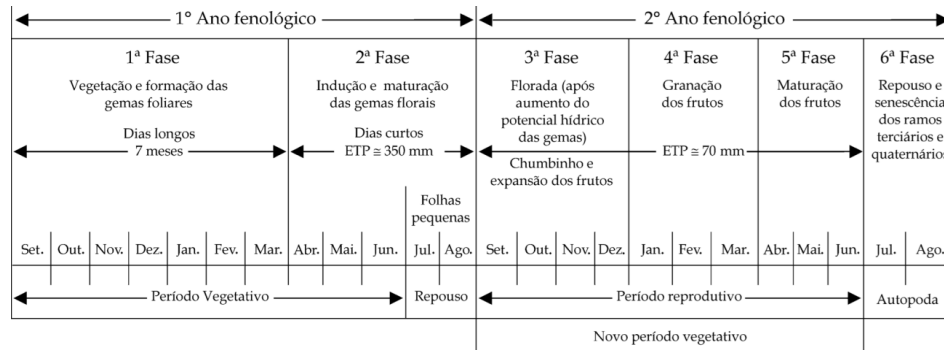 1º Ano fenológico
2º Ano fenológico
1ª Fase
Vegetação e formação das
gemas foliares
Dias longos
7 meses
2ª Fase
Indução e maturação
das gemas florais
Dias curtos
ETP ≅ 350 mm
Folhas
pequenas
3ª Fase
Florada (após
aumento do
potencial hídrico
das gemas)
Chumbinho e
expansão dos frutos
4ª Fase
Granação
dos frutos
ETP ≅ 70 mm
5ª Fase
Maturação
dos frutos
6ª Fase
Repouso e
senescência
dos ramos
terciários e
quaternários
Set. Out. Nov. Dez. Jan. Fev. Mar. Abr. Mai. Jun. Jul. Ago. Set. Out. Nov. Dez. Jan. Fev. Mar. Abr. Mai. Jun. Jul. Ago.
Período Vegetativo Repouso Período reprodutivo Autopoda
Novo período vegetativo